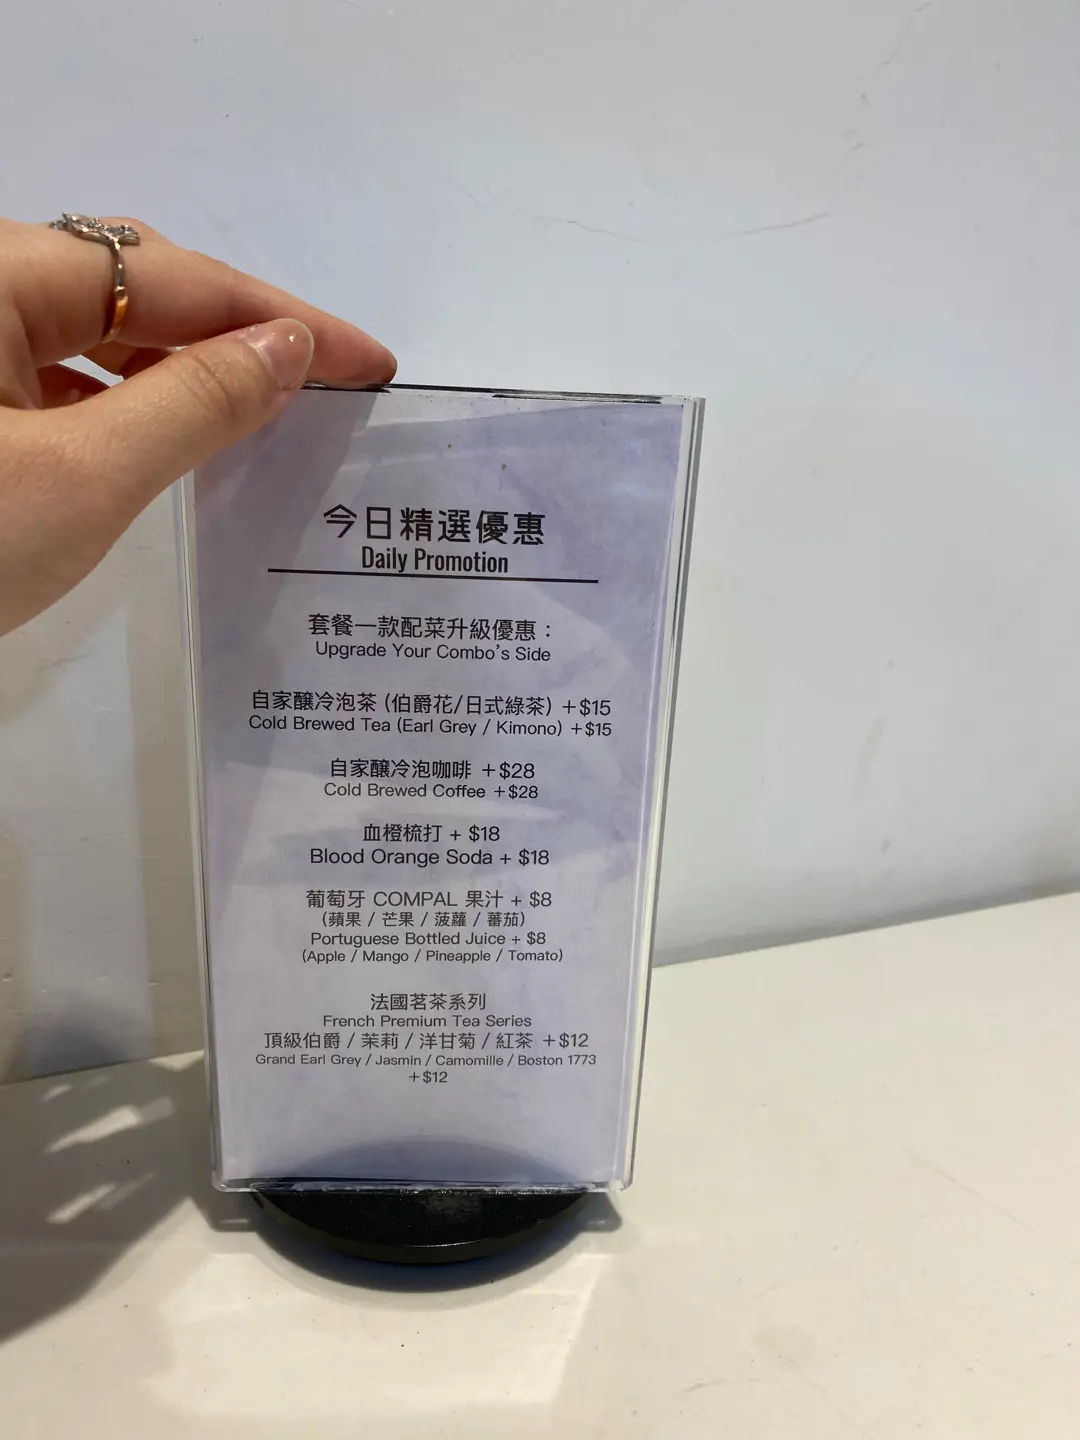 今日精選優惠
Daily Promotion
套餐一款配菜升級優惠：
Upgrade Your Combo's Side
自家釀冷泡茶 (伯爵花/日式綠茶) +$15
Cold Brewed Tea (Earl Grey / Kimono) +$15
自家釀冷泡咖啡 +$28
Cold Brewed Coffee +$28
血橙梳打 + $18
Blood Orange Soda + $18
葡萄牙 COMPAL 果汁 + $8
(蘋果 / 芒果 / 菠蘿 / 蕃茄)
Portuguese Bottled Juice + $8
(Apple / Mango / Pineapple / Tomato)
法國茗茶系列
French Premium Tea Series
頂級伯爵 / 茉莉 / 洋甘菊 / 紅茶 +$12
Grand Earl Grey / Jasmin / Camomille / Boston 1773
+$12